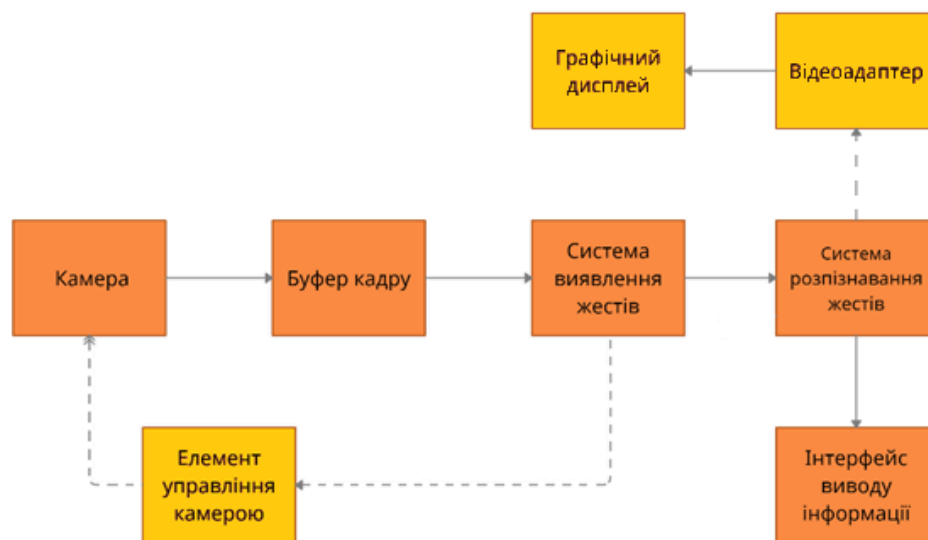 Графічний
дисплей
Відеоадаптер
Камера
Буфер кадру
Система
виявлення
жестів
Система
розпізнавання
жестів
Елемент
управління
камерою
Інтерфейс
виводу
інформації